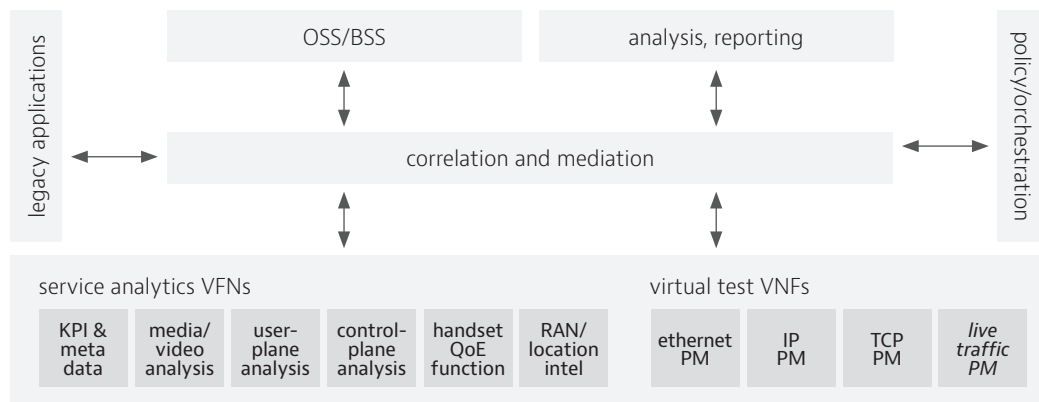 legacy applications
OSS/BSS
analysis, reporting
policy/orchestration
correlation and mediation
service analytics VFNs
KPI &
meta
data
media/
video
analysis
user-
plane
analysis
control-
plane
analysis
handset
QoE
function
RAN/
location
intel
virtual test VNFs
ethernet
PM
IP
PM
TCP
PM
live
traffic
PM